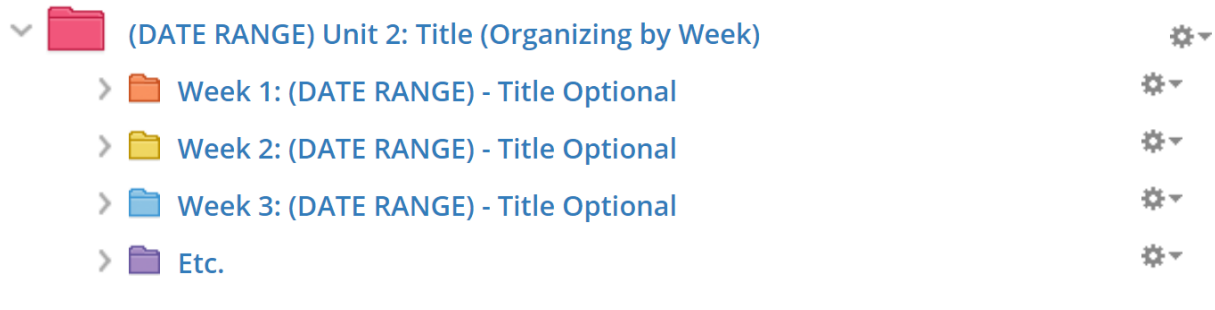 (DATE RANGE) Unit 2: Title (Organizing by Week)
Week 1: (DATE RANGE) - Title Optional
Week 2: (DATE RANGE) - Title Optional
Week 3: (DATE RANGE) - Title Optional
Etc.